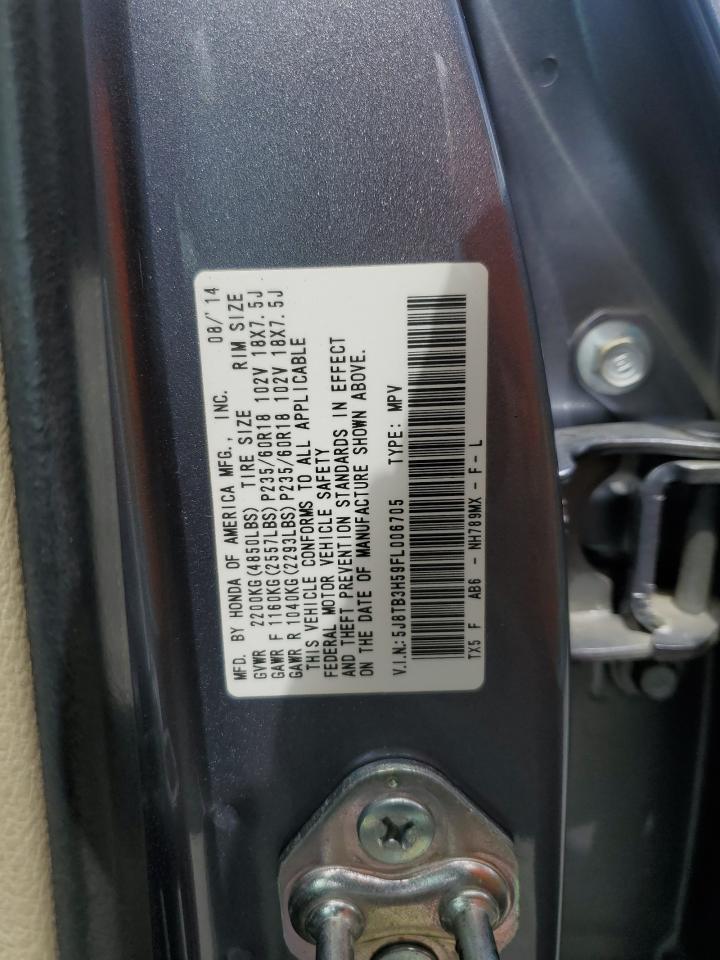 MFD. BY HONDA OF AMERICA MFG., INC. 08/'14
GVWR 2200KG(4850LBS) TIRE SIZE RIM SIZE
GAWR F 1160KG(2557LBS)P235/60R18 102V 18X7.5J
GAWR R 1040KG(2293LBS)P235/60R18 102V 18X7.5J
THIS VEHICLE CONFORMS TO ALL APPLICABLE
FEDERAL MOTOR VEHICLE SAFETY
AND THEFT PREVENTION STANDARDS IN EFFECT
ON THE DATE OF MANUFACTURE SHOWN ABOVE.
V.I.N.:5J8TB3H59FL006705 TYPE: MPV
TX5 F AB6 - NH789MX - F - L